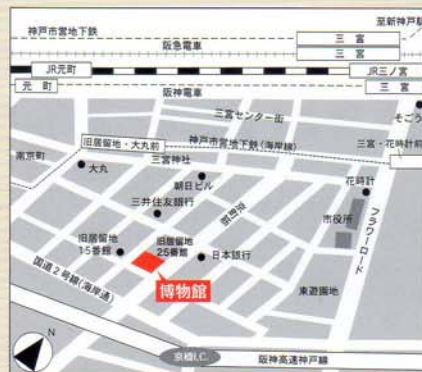 至新神戸駅
神戸市営地下鉄
三宮
阪急電車
三宮
JR元町
JR三ノ宮
元町
阪神電車
三宮
三宮センター街
そごう
旧居留地・大丸前
神戸市営地下鉄(海岸線)
三宮・花時計前
南京町
大丸
三宮神社
朝日ビル
花時計
三井住友銀行
京町筋
市役所
フラワーロード
旧居留地
15番館
旧居留地
25番館
日本銀行
国道2号線(海岸通)
博物館
東遊園地
N
京橋I.C.
阪神高速神戸線